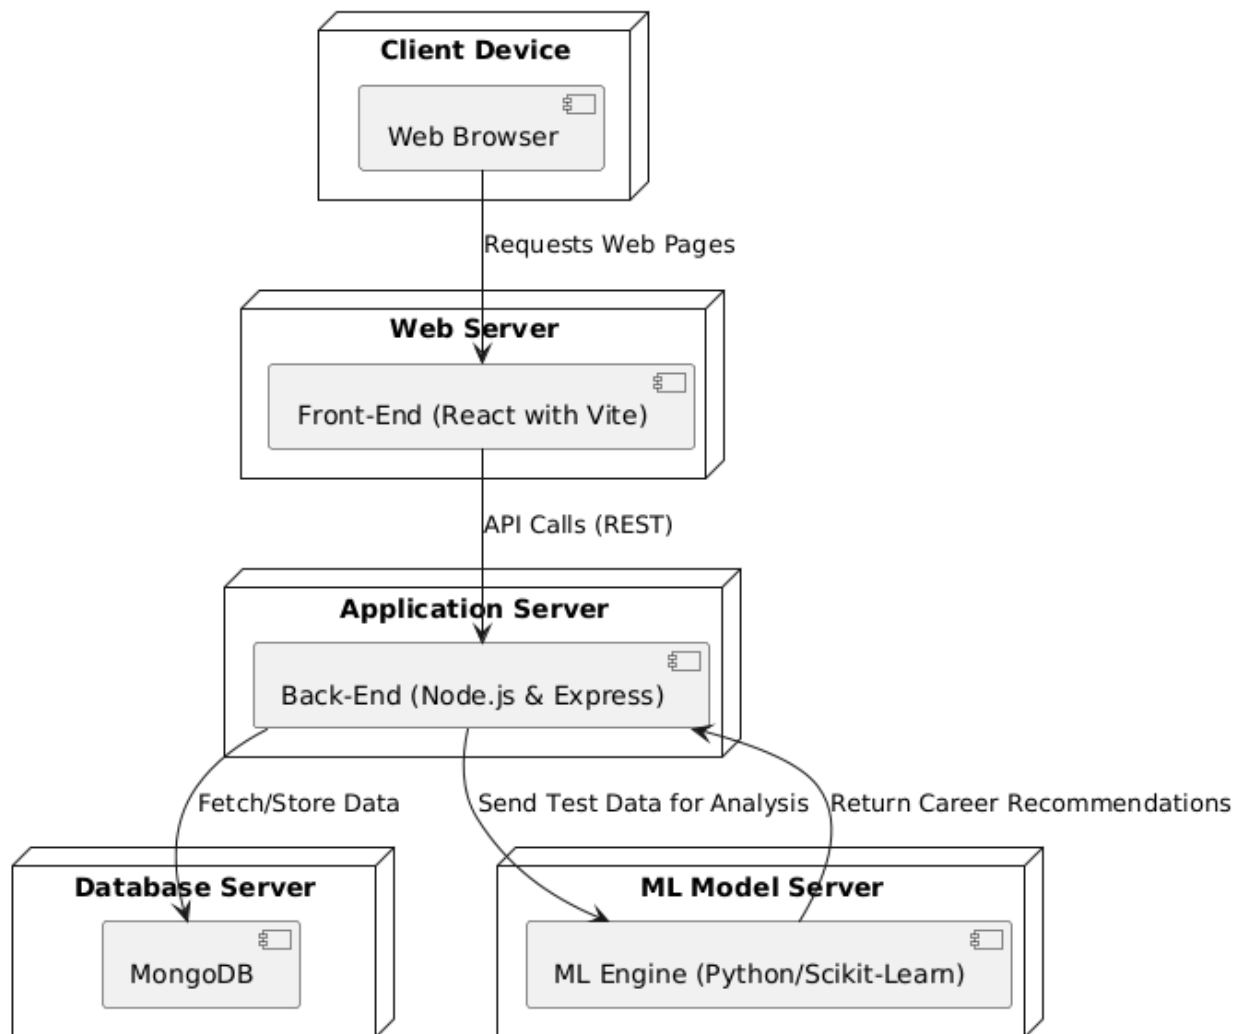 Client Device
Web Browser
Requests Web Pages
Web Server
Front-End (React with Vite)
API Calls (REST)
Application Server
Back-End (Node.js & Express)
Fetch/Store Data
Send Test Data for Analysis
Return Career Recommendations
Database Server
MongoDB
ML Model Server
ML Engine (Python/Scikit-Learn)